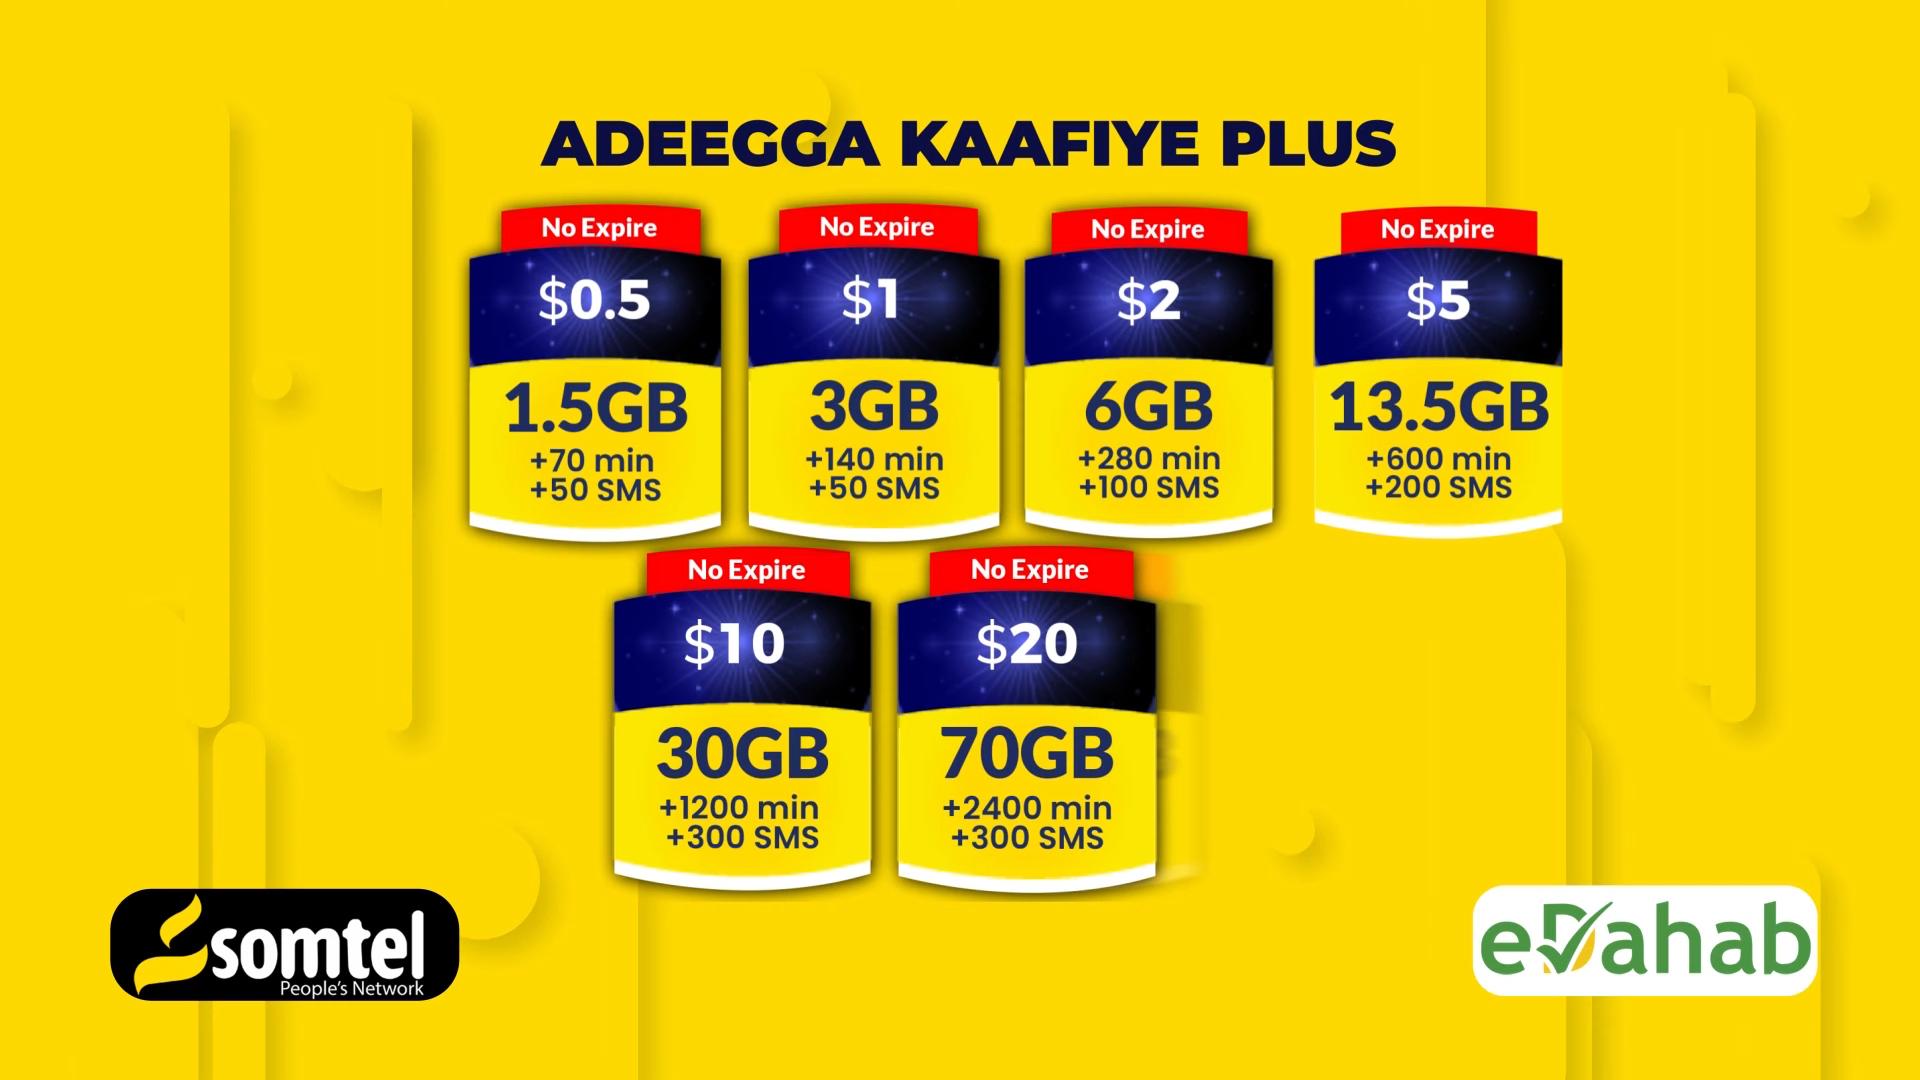 ADEEGGA KAAFIYE PLUS
No Expire
$0.5
1.5GB
+70 min
+50 SMS
No Expire
$1
3GB
+140 min
+50 SMS
No Expire
$2
6GB
+280 min
+100 SMS
No Expire
$5
13.5GB
+600 min
+200 SMS
No Expire
$10
30GB
+1200 min
+300 SMS
No Expire
$20
70GB
+2400 min
+300 SMS
somtel
People's Network
eDahab